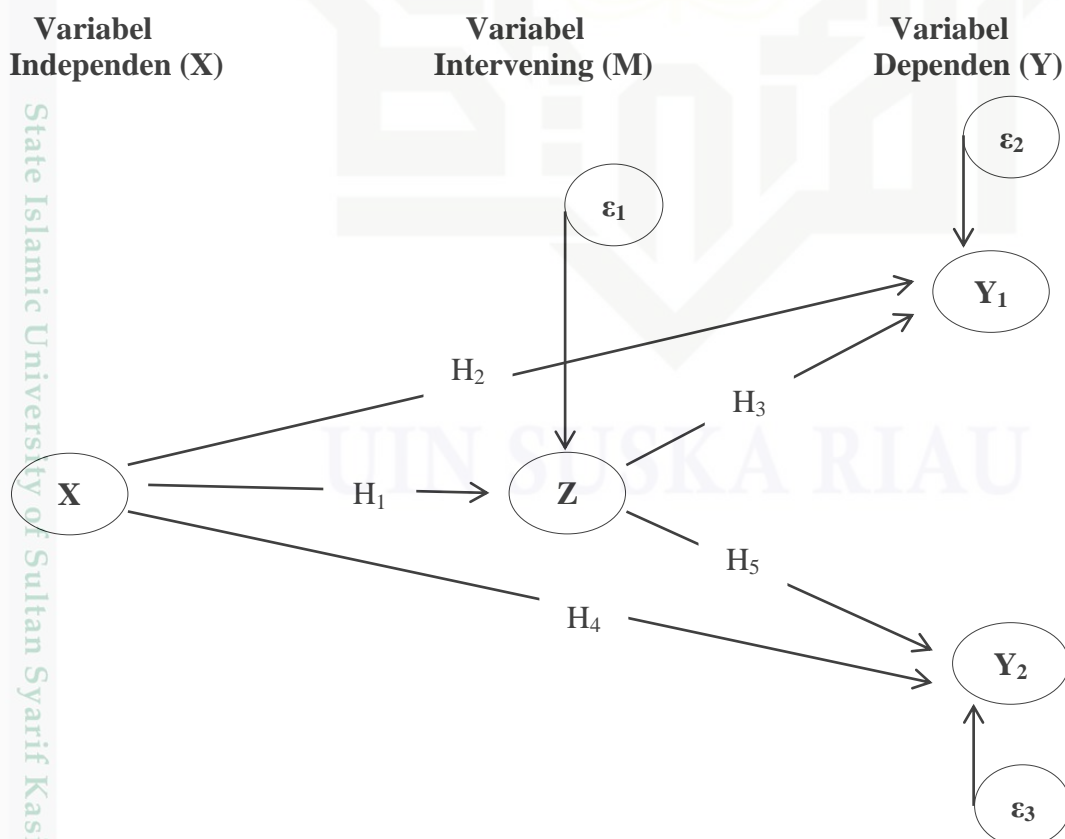 Variabel
Independen (X)
Variabel
Intervening (M)
Variabel
Dependen (Y)
ε2
ε1
Y1
H2
H3
X
H1
Z
H5
H4
Y2
ε3
UIN SUSKA RIAU
State Islamic University of Sultan Syarif Kas